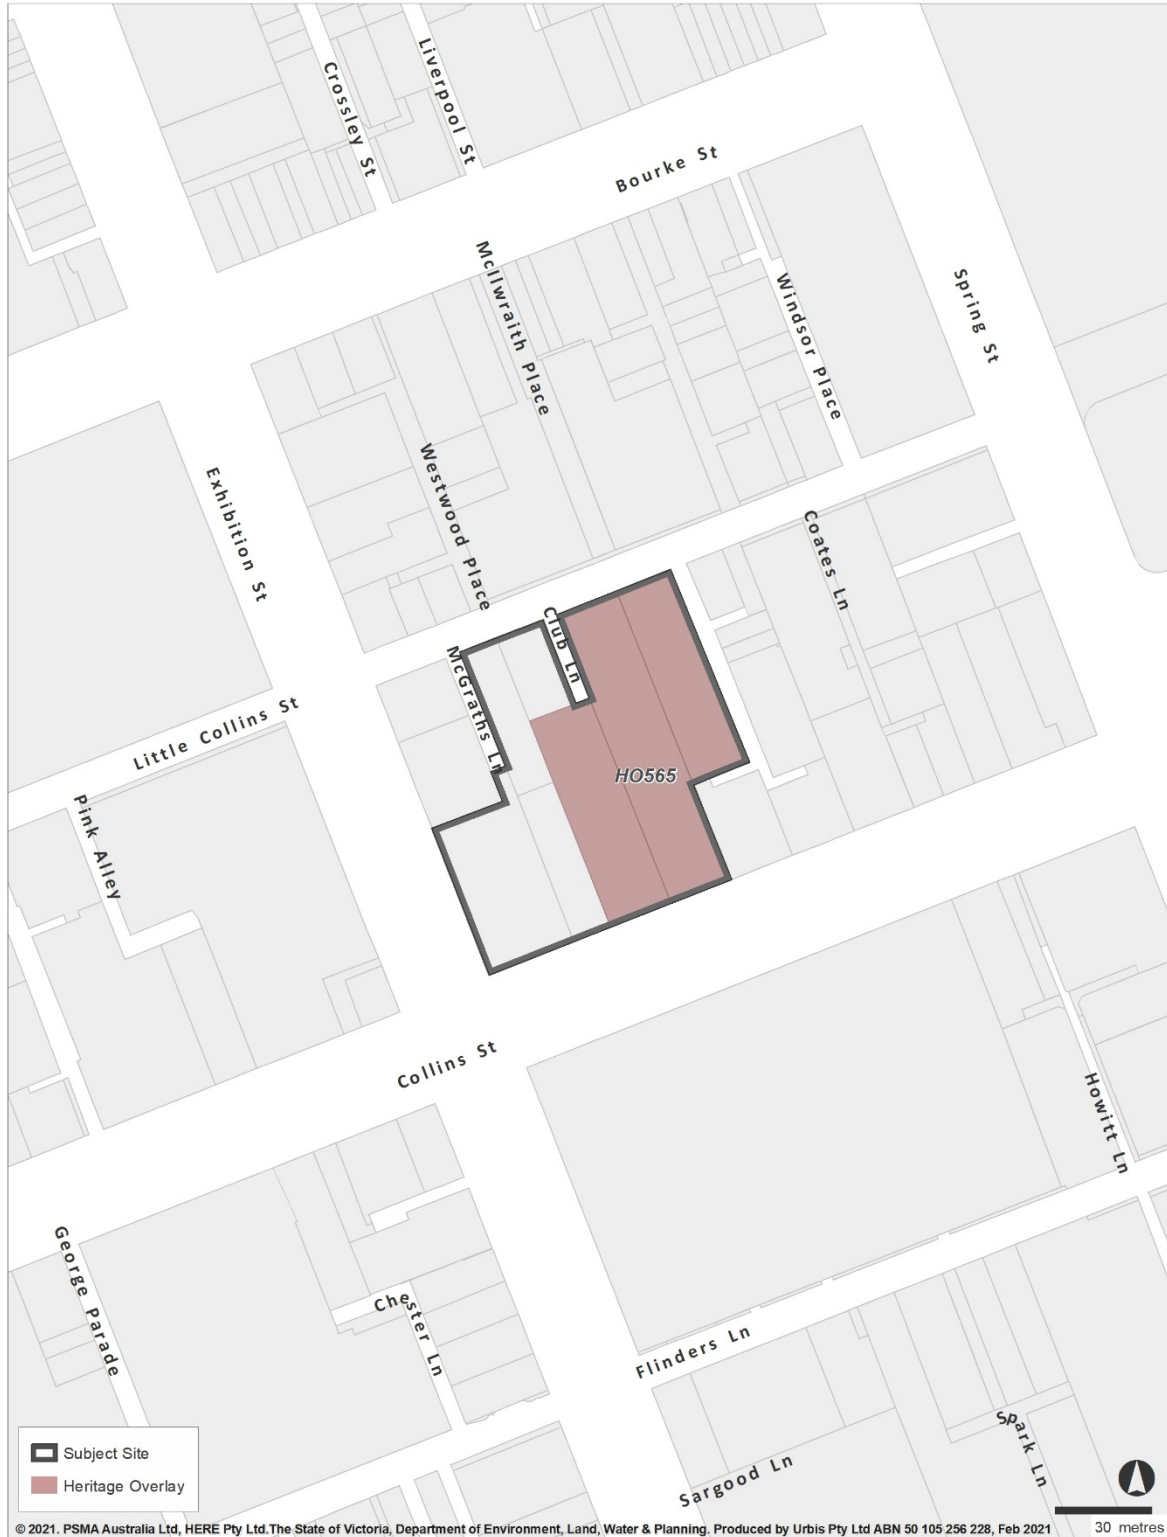 Crossley St
Liverpool St
Bourke St
McIlwraith Place
Windsor Place
Spring St
Exhibition St
Westwood Place
Coates Ln
Club Ln
McGraths Ln
Little Collins St
HO565
Pink Alley
Collins St
Howitt Ln
George Parade
Chester Ln
Flinders Ln
Spark Ln
Sargood Ln
Subject Site
Heritage Overlay
© 2021. PSMA Australia Ltd, HERE Pty Ltd.The State of Victoria, Department of Environment, Land, Water & Planning. Produced by Urbis Pty Ltd ABN 50 105 256 228, Feb 2021
30 metres